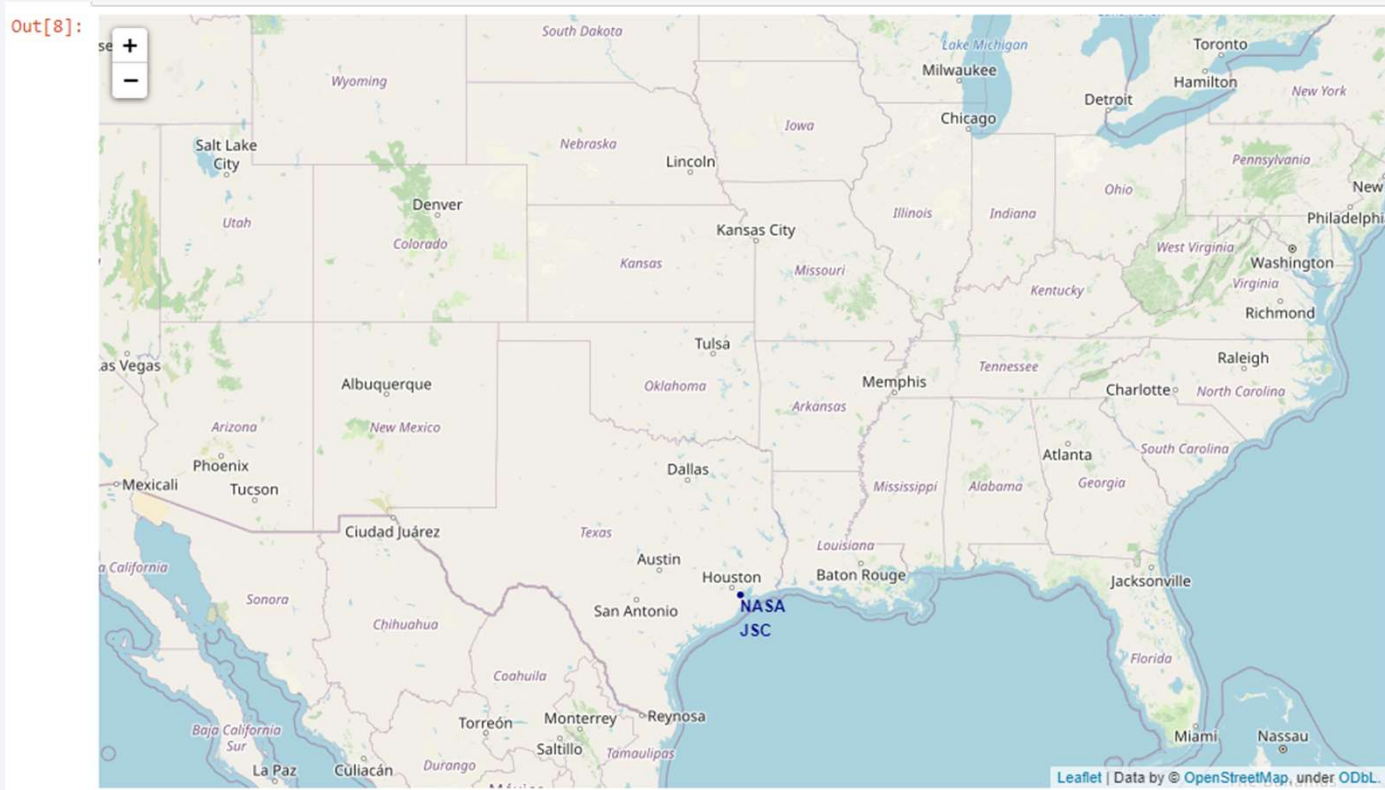 Out[8]:
+
−
se
South Dakota
Lake Michigan
Toronto
Milwaukee
Hamilton
Wyoming
Detroit
New York
Chicago
Iowa
Salt Lake
City
Nebraska
Lincoln
Pennsylvania
Ohio
New
Denver
Illinois
Indiana
Philadelphi
Utah
Kansas City
Colorado
West Virginia
Washington
Kansas
Missouri
Kentucky
Virginia
Richmond
Tulsa
as Vegas
Raleigh
Tennessee
Albuquerque
Oklahoma
Memphis
Charlotte
North Carolina
Arkansas
Arizona
New Mexico
South Carolina
Phoenix
Dallas
Atlanta
Mexicali
Tucson
Mississippi
Alabama
Georgia
Ciudad Juárez
Texas
Louisiana
Austin
a California
Houston
Baton Rouge
Jacksonville
Sonora
San Antonio
NASA
JSC
Chihuahua
Florida
Coahuila
Torreón
Monterrey
Reynosa
Baja California
Sur
Saltillo
Tamaulipas
Miami
Nassau
La Paz
Culiacán
Durango
Leaflet | Data by © OpenStreetMap, under ODbL.